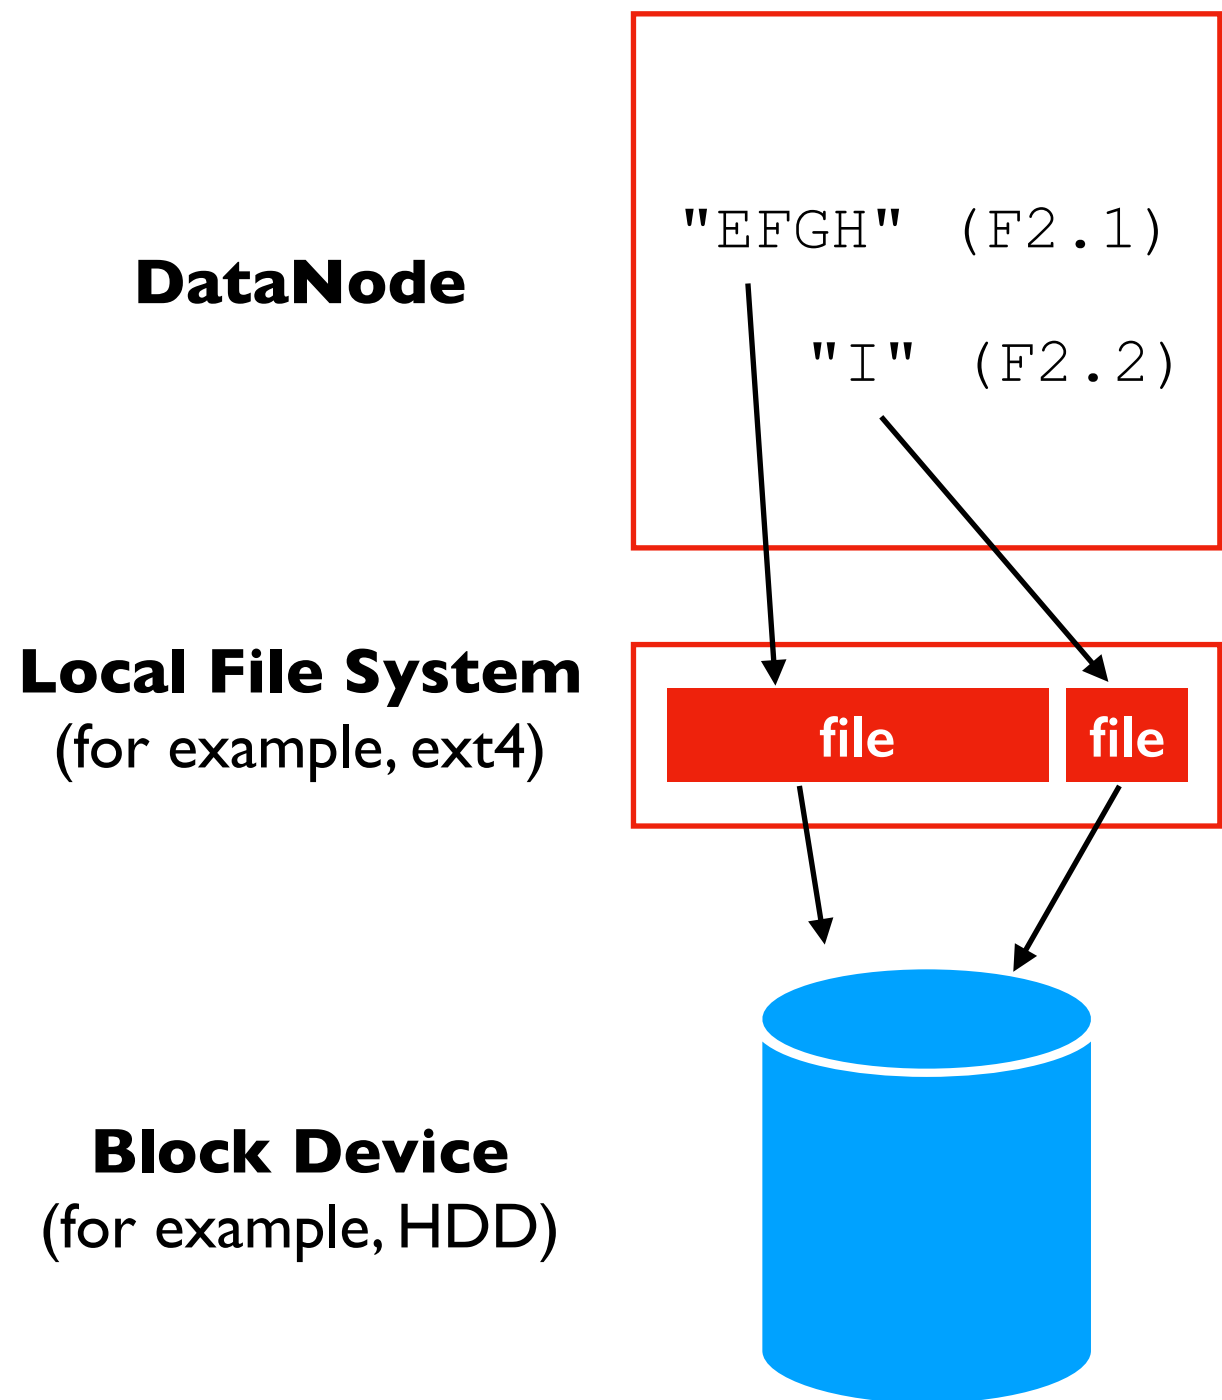 DataNode
"EFGH" (F2.1)
"I" (F2.2)
Local File System
(for example, ext4)
file
file
Block Device
(for example, HDD)